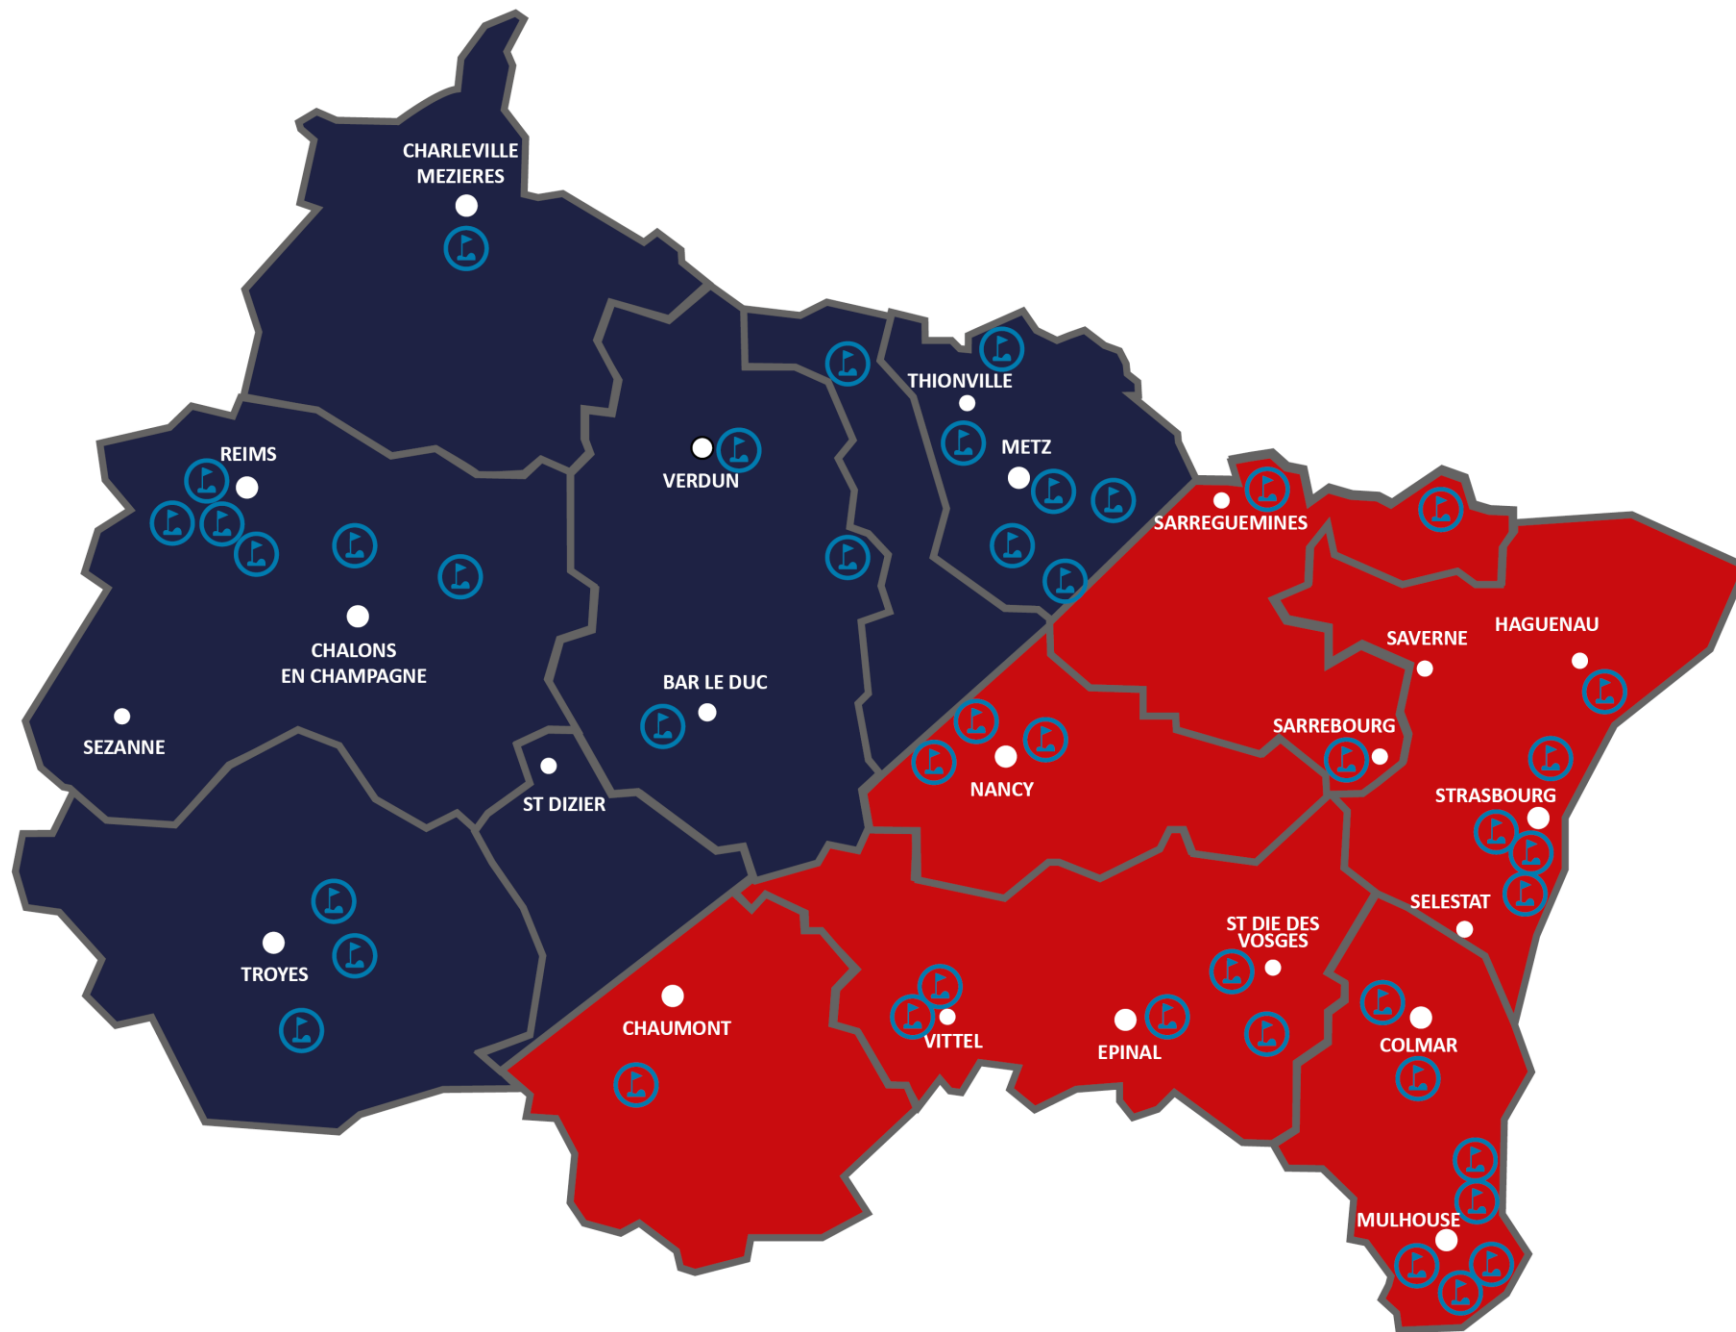 CHARLEVILLE
MEZIERES
THIONVILLE
METZ
REIMS
VERDUN
SARREGUEMINES
HAGUENAU
SAVERNE
CHALONS
EN CHAMPAGNE
BAR LE DUC
SARREBOURG
SEZANNE
NANCY
STRASBOURG
ST DIZIER
SELESTAT
ST DIE DES
VOSGES
TROYES
CHAUMONT
VITTEL
EPINAL
COLMAR
MULHOUSE